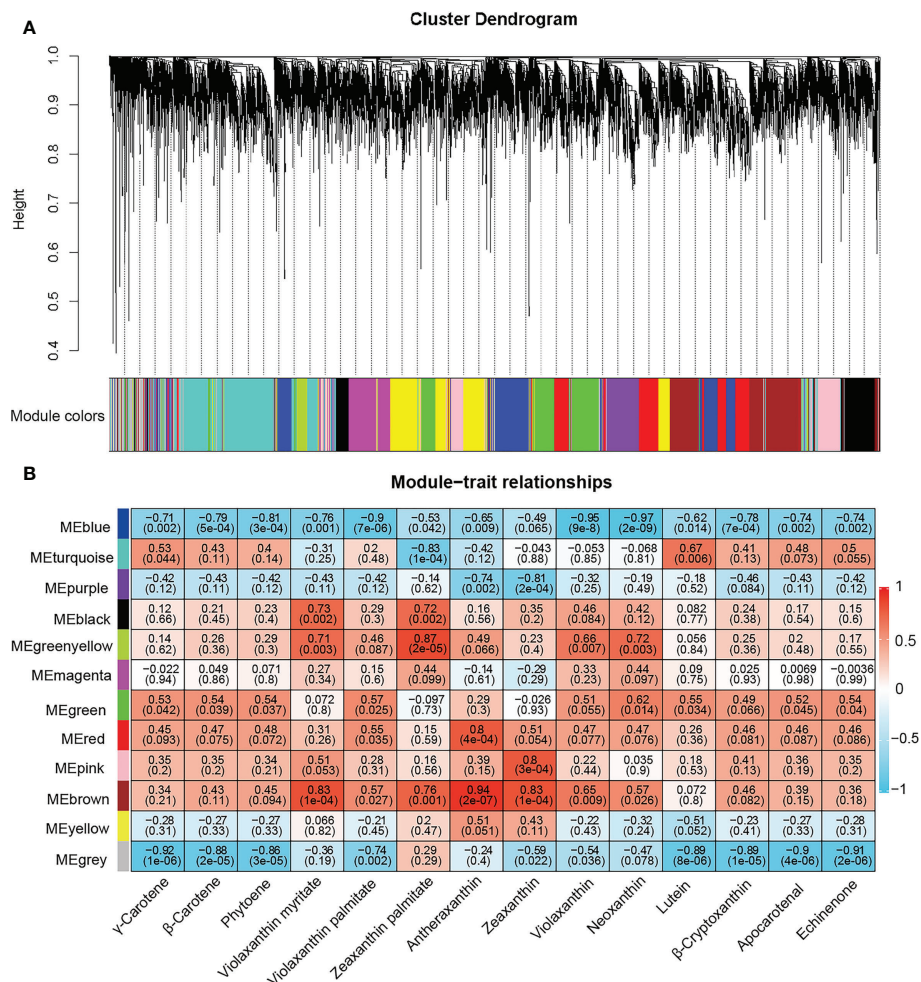 A
Cluster Dendrogram
Height
1.0
0.9
0.8
0.7
0.6
0.5
0.4
Module colors
B
Module−trait relationships
MEblue −0.71 −0.79 −0.81 −0.76 −0.9 −0.53 −0.65 −0.49 −0.95 −0.97 −0.62 −0.78 −0.74 −0.74
(0.002) (5e−04) (3e−04) (0.001) (7e−06) (0.042) (0.009) (0.065) (9e−8) (2e−09) (0.014) (7e−04) (0.002) (0.002)
MEturquoise 0.53 0.43 0.4 −0.31 0.2 −0.83 −0.42 −0.043 −0.053 −0.068 0.67 0.41 0.48 0.5
(0.044) (0.11) (0.14) (0.25) (0.48) (1e−04) (0.12) (0.88) (0.85) (0.81) (0.006) (0.13) (0.073) (0.055)
MEpurple −0.42 −0.43 −0.42 −0.43 −0.42 −0.14 −0.74 −0.81 −0.32 −0.19 −0.18 −0.46 −0.43 −0.42
(0.12) (0.11) (0.12) (0.11) (0.12) (0.62) (0.002) (2e−04) (0.25) (0.49) (0.52) (0.084) (0.11) (0.12)
MEblack 0.12 0.21 0.23 0.73 0.29 0.72 0.16 0.35 0.46 0.42 0.082 0.24 0.17 0.15
(0.66) (0.45) (0.4) (0.002) (0.3) (0.002) (0.56) (0.2) (0.084) (0.12) (0.77) (0.38) (0.54) (0.6)
MEgreenyellow 0.14 0.26 0.29 0.71 0.46 0.87 0.49 0.23 0.66 0.72 0.056 0.25 0.2 0.17
(0.62) (0.36) (0.3) (0.003) (0.087) (2e−05) (0.066) (0.4) (0.007) (0.003) (0.84) (0.36) (0.48) (0.55)
MEmagenta −0.022 0.049 0.071 0.27 0.15 0.44 −0.14 −0.29 0.33 0.44 0.09 0.025 0.0069 −0.0036
(0.94) (0.86) (0.8) (0.34) (0.6) (0.099) (0.61) (0.29) (0.23) (0.097) (0.75) (0.93) (0.98) (0.99)
MEgreen 0.53 0.54 0.54 0.072 0.57 −0.097 0.29 −0.026 0.51 0.62 0.55 0.49 0.51 0.54
(0.042) (0.039) (0.037) (0.8) (0.025) (0.73) (0.3) (0.93) (0.055) (0.014) (0.034) (0.066) (0.045) (0.04)
MEred 0.45 0.47 0.48 0.31 0.55 0.15 0.8 0.51 0.47 0.47 0.26 0.46 0.46 0.46
(0.093) (0.075) (0.072) (0.26) (0.035) (0.59) (4e−04) (0.054) (0.077) (0.076) (0.36) (0.081) (0.087) (0.086)
MEpink 0.35 0.35 0.34 0.51 0.28 0.16 0.39 0.8 0.22 0.035 0.18 0.41 0.36 0.35
(0.2) (0.2) (0.21) (0.053) (0.31) (0.56) (0.15) (3e−04) (0.44) (0.9) (0.53) (0.13) (0.19) (0.2)
MEbrown 0.34 0.43 0.45 0.83 0.57 0.76 0.94 0.83 0.65 0.57 0.072 0.46 0.39 0.36
(0.21) (0.11) (0.094) (1e−04) (0.027) (0.001) (2e−07) (1e−04) (0.009) (0.026) (0.8) (0.082) (0.15) (0.18)
MEyellow −0.28 −0.27 −0.27 0.066 −0.21 0.2 0.51 0.43 −0.22 −0.32 −0.51 −0.23 −0.27 −0.28
(0.31) (0.33) (0.33) (0.82) (0.45) (0.47) (0.051) (0.11) (0.43) (0.24) (0.052) (0.41) (0.33) (0.31)
MEgrey −0.92 −0.88 −0.86 −0.36 −0.74 0.29 −0.24 −0.59 −0.54 −0.47 −0.89 −0.89 −0.9 −0.91
(1e−06) (2e−05) (3e−05) (0.19) (0.002) (0.29) (0.4) (0.022) (0.036) (0.078) (8e−06) (1e−05) (4e−06) (2e−06)
γ−Carotene
β−Carotene
Phytoene
Violaxanthin myritate
Violaxanthin palmitate
Zeaxanthin palmitate
Antheraxanthin
Zeaxanthin
Violaxanthin
Neoxanthin
Lutein
β−Cryptoxanthin
Apocarotenal
Echinenone
1
0.5
0
−0.5
−1